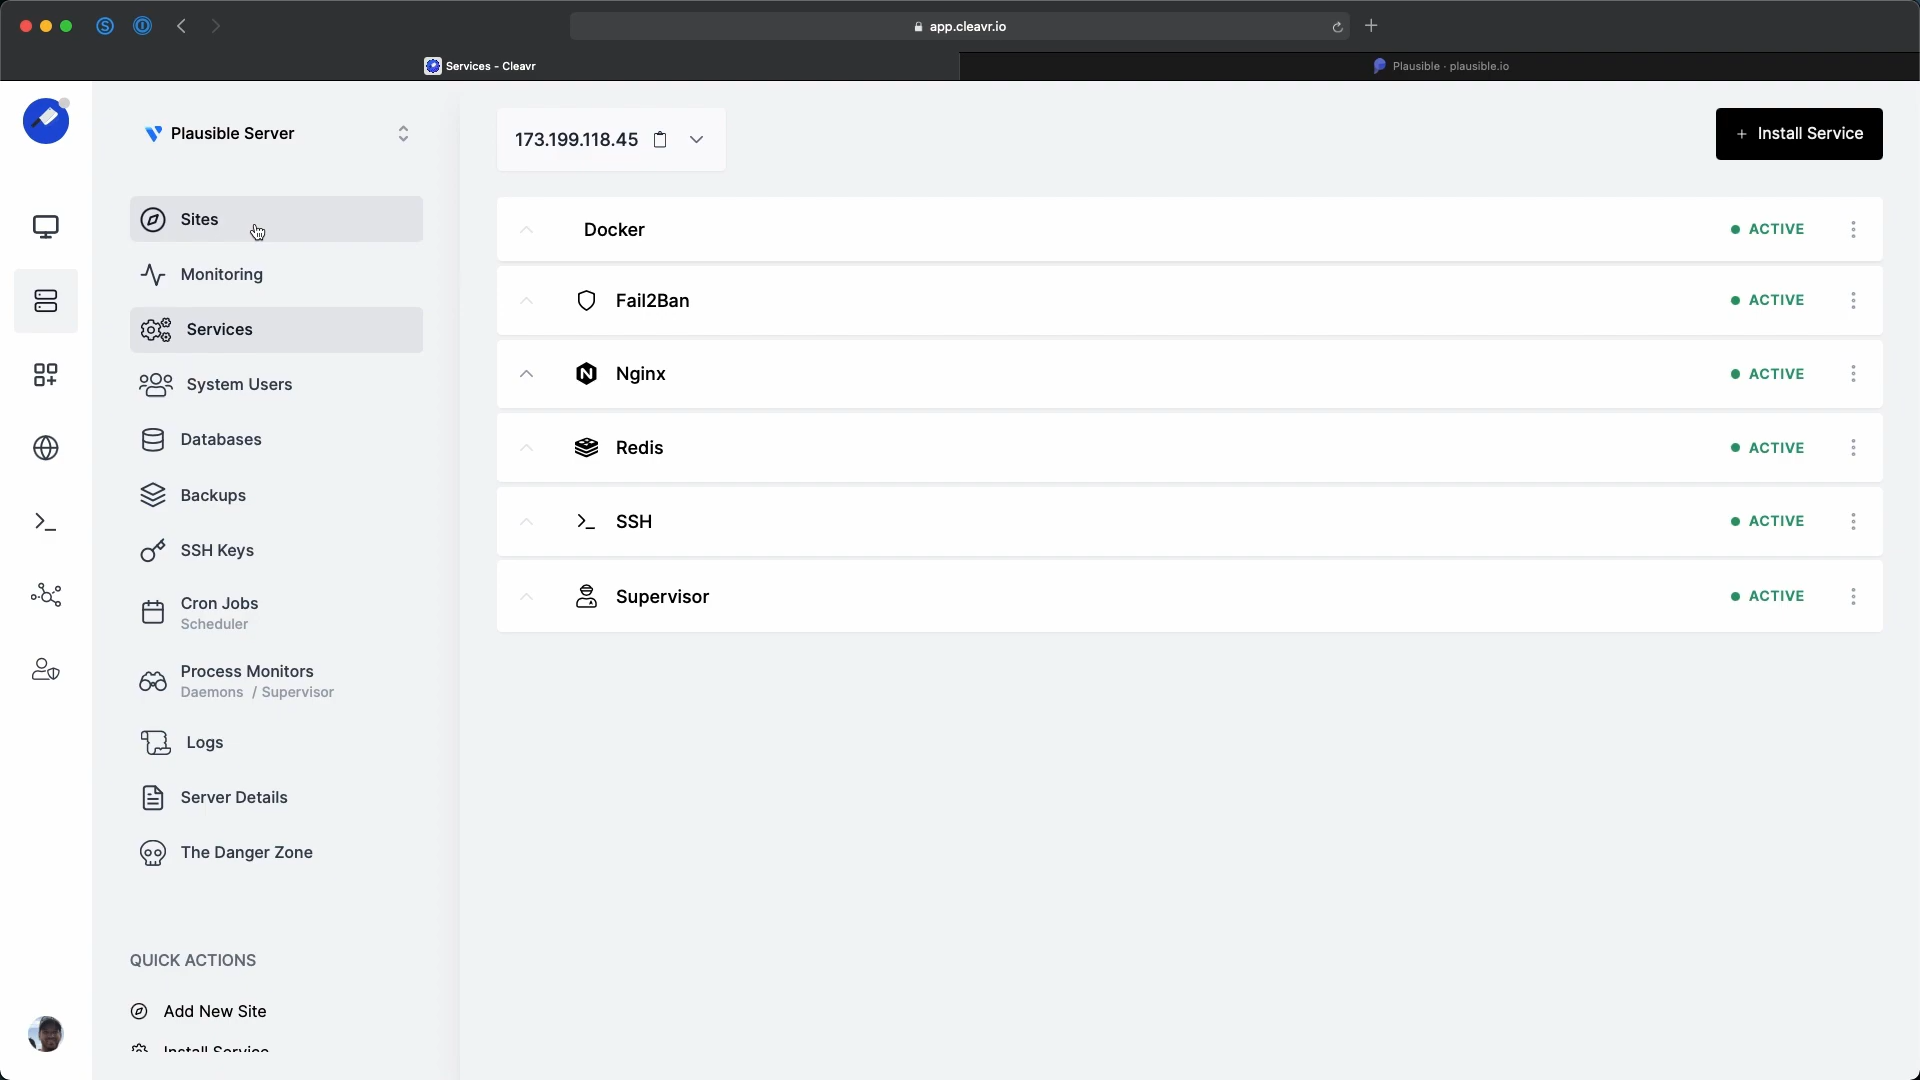 app.cleavr.io
Services - Cleavr
Plausible · plausible.io
Plausible Server
Sites
Monitoring
Services
System Users
Databases
Backups
SSH Keys
Cron Jobs
Scheduler
Process Monitors
Daemons / Supervisor
Logs
Server Details
The Danger Zone
QUICK ACTIONS
Add New Site
Install Service
173.199.118.45
+ Install Service
Docker
ACTIVE
Fail2Ban
ACTIVE
Nginx
ACTIVE
Redis
ACTIVE
SSH
ACTIVE
Supervisor
ACTIVE